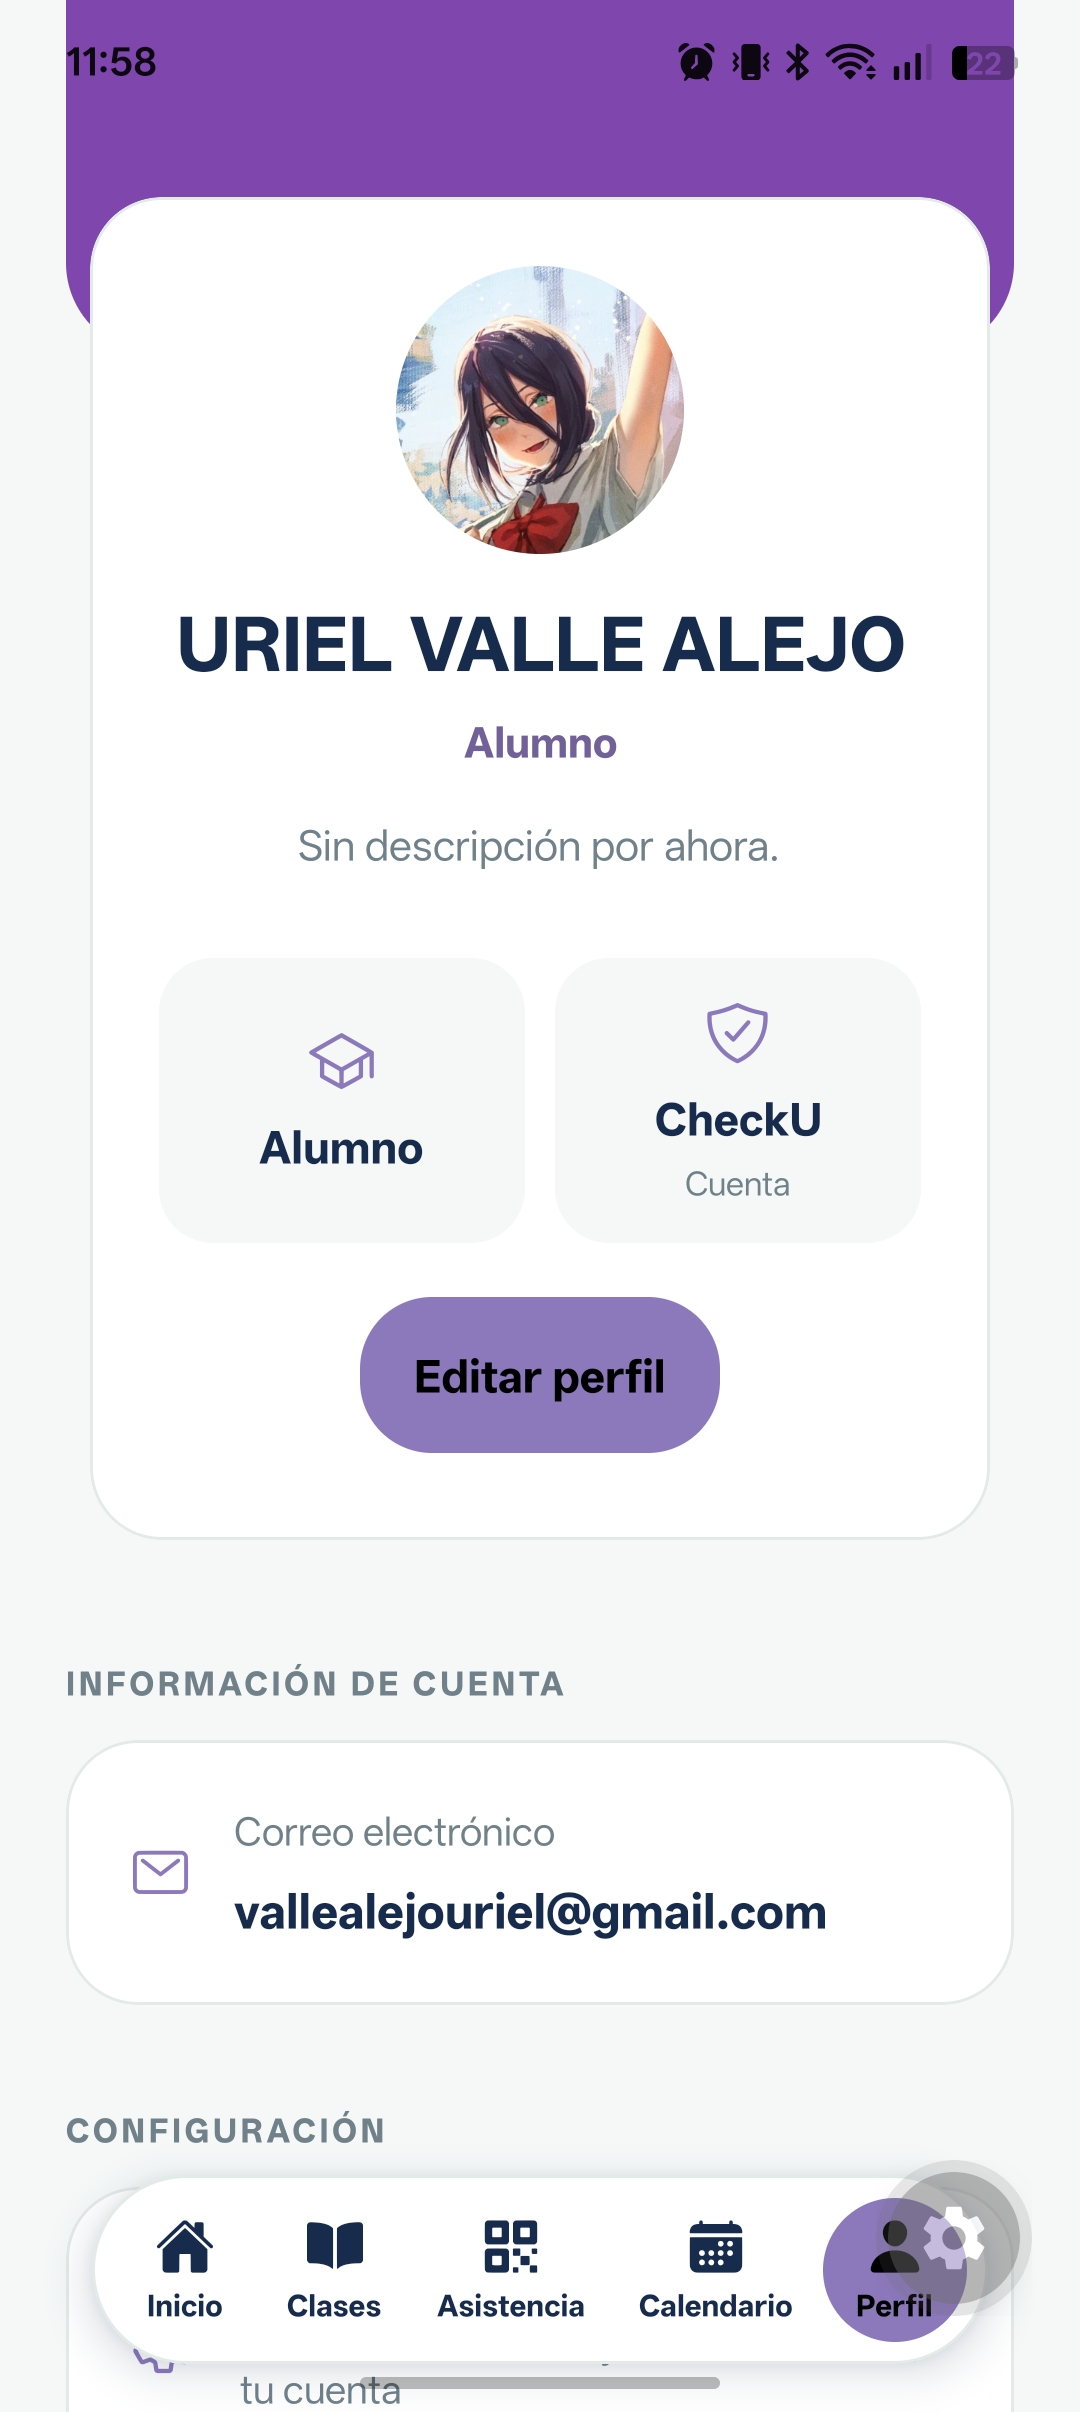 11:58
22
URIEL VALLE ALEJO
Alumno
Sin descripción por ahora.
Alumno
CheckU
Cuenta
Editar perfil
INFORMACIÓN DE CUENTA
Correo electrónico
vallealejouriel@gmail.com
CONFIGURACIÓN
Inicio
Clases
Asistencia
Calendario
Perfil
tu cuenta